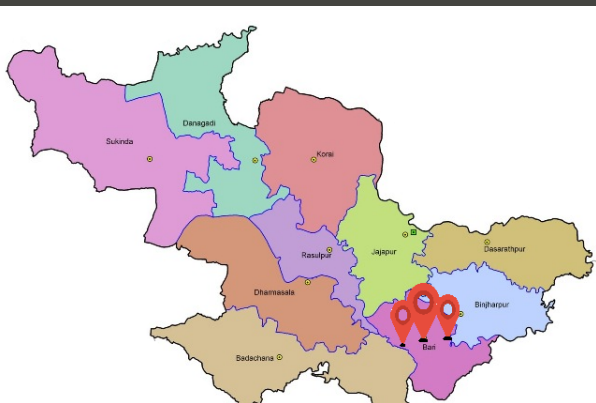 Danagadi
Sukinda
Korai
Dasarathpur
Jajapur
Rasulpur
Dharmasala
Binjharpur
Bari
Badachana